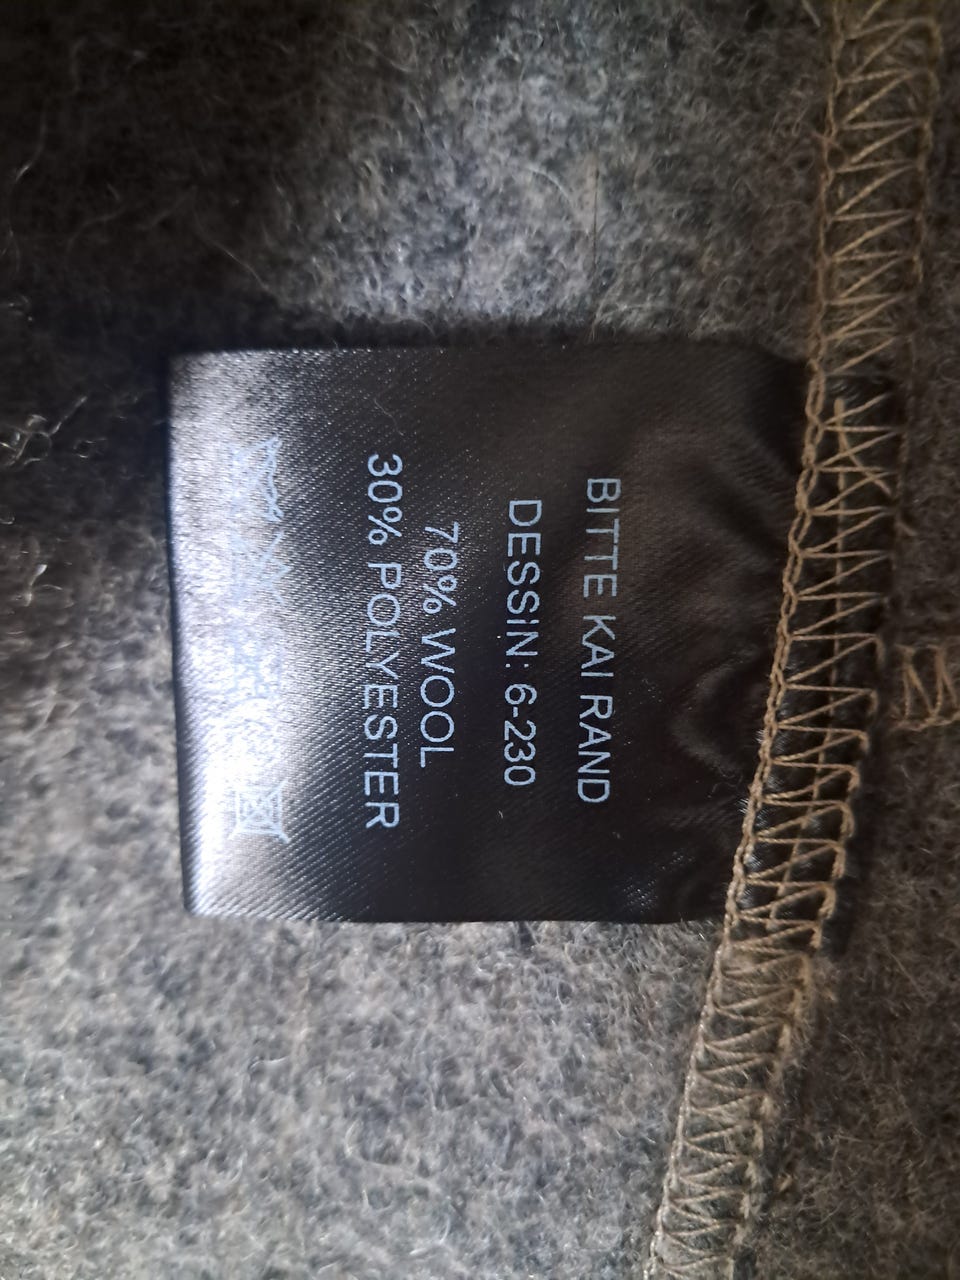 BITTE KAI RAND
DESSIN: 6-230
70% WOOL
30% POLYESTER